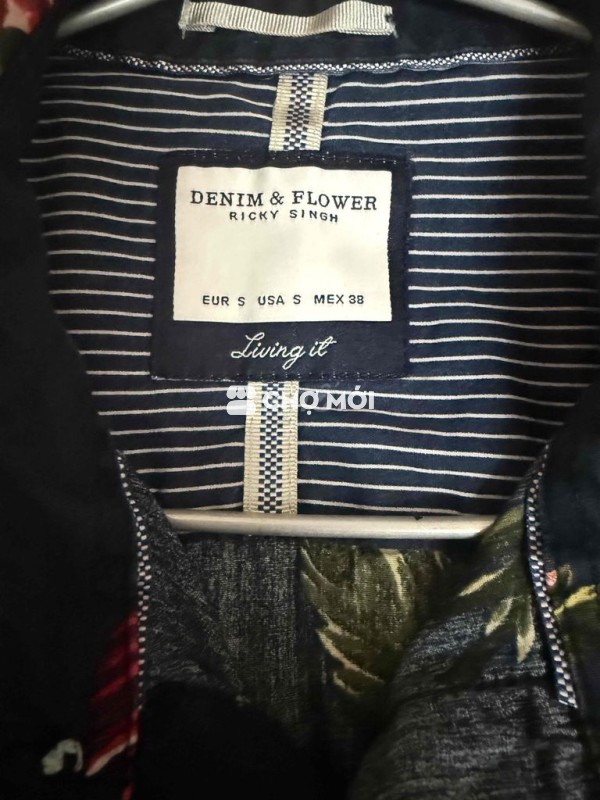 DENIM & FLOWER
RICKY SINGH
EUR S USA S MEX 38
Living it
CHỢ MỚI